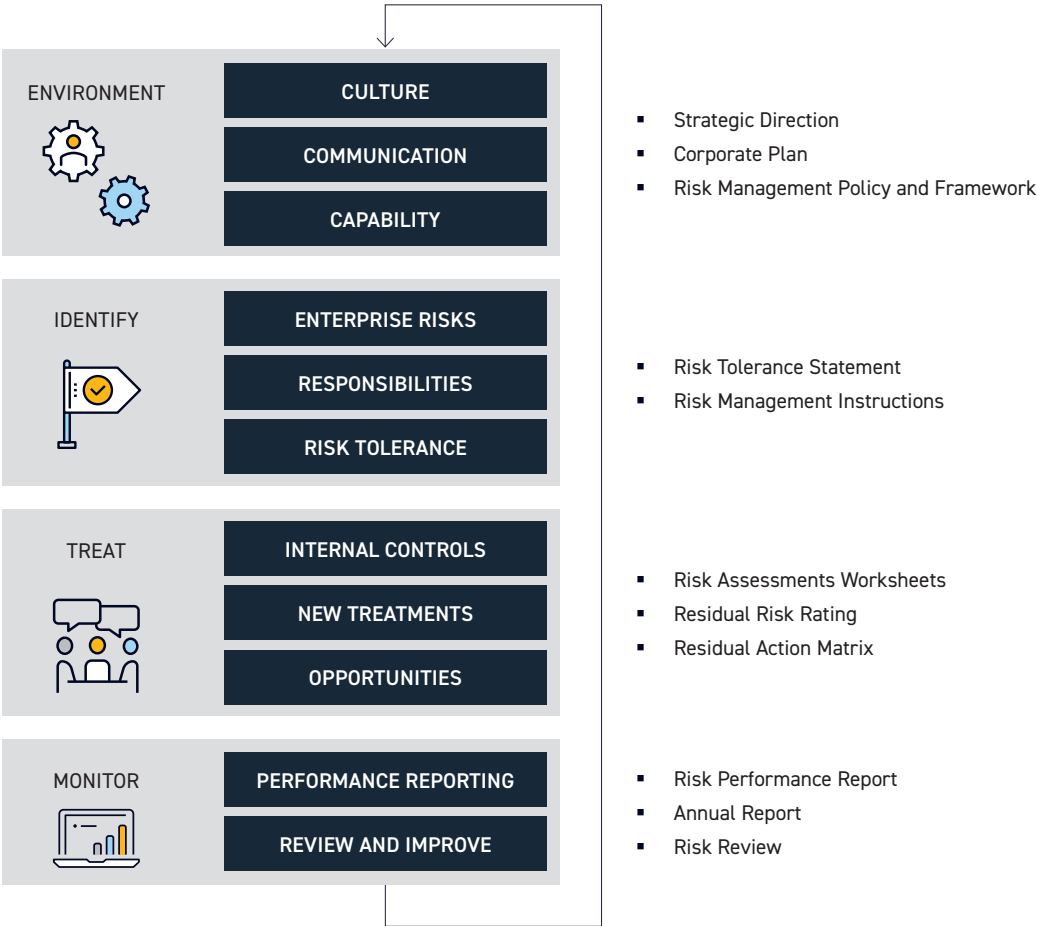 ENVIRONMENT
CULTURE
COMMUNICATION
CAPABILITY
▪ Strategic Direction
▪ Corporate Plan
▪ Risk Management Policy and Framework
IDENTIFY
ENTERPRISE RISKS
RESPONSIBILITIES
RISK TOLERANCE
▪ Risk Tolerance Statement
▪ Risk Management Instructions
TREAT
INTERNAL CONTROLS
NEW TREATMENTS
OPPORTUNITIES
▪ Risk Assessments Worksheets
▪ Residual Risk Rating
▪ Residual Action Matrix
MONITOR
PERFORMANCE REPORTING
REVIEW AND IMPROVE
▪ Risk Performance Report
▪ Annual Report
▪ Risk Review